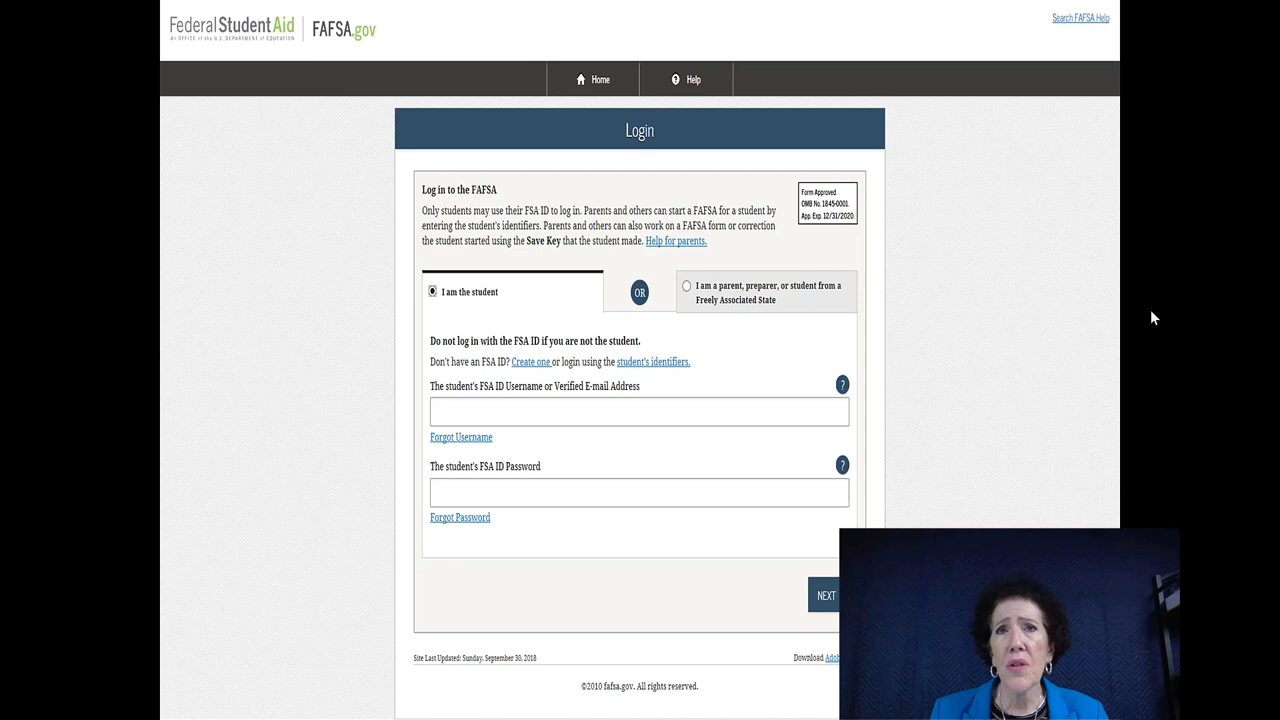 FederalStudentAid
An OFFICE of the U.S. DEPARTMENT of EDUCATION
FAFSA.gov
Search FAFSA Help
Home
Help
Login
Log in to the FAFSA
Only students may use their FSA ID to log in. Parents and others can start a FAFSA for a student by
entering the student's identifiers. Parents and others can also work on a FAFSA form or correction
the student started using the Save Key that the student made. Help for parents.
Form Approved
OMB No. 1845-0001.
App. Exp. 12/31/2020.
I am the student
OR
I am a parent, preparer, or student from a
Freely Associated State
Do not log in with the FSA ID if you are not the student.
Don't have an FSA ID? Create one or login using the student's identifiers.
The student's FSA ID Username or Verified E-mail Address
?
Forgot Username
The student's FSA ID Password
?
Forgot Password
NEXT
Site Last Updated: Sunday, September 30, 2018
Download Adob
©2010 fafsa.gov. All rights reserved.